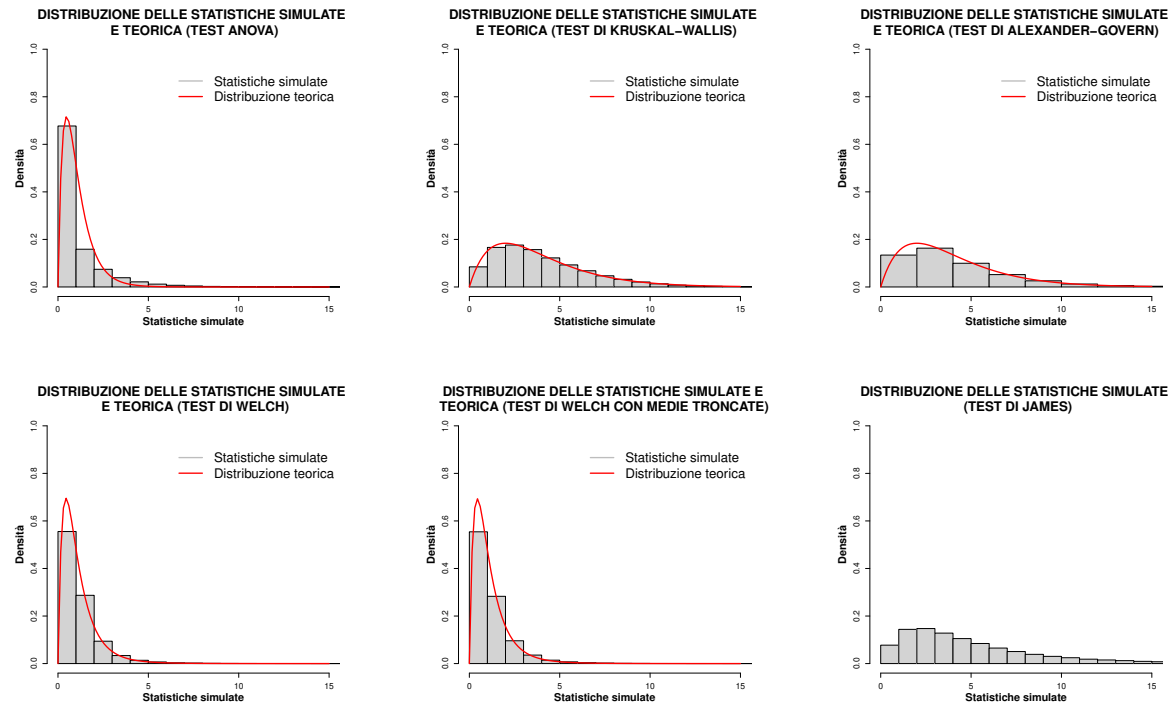 DISTRIBUZIONE DELLE STATISTICHE SIMULATE
E TEORICA (TEST ANOVA)
Statistiche simulate
Distribuzione teorica
Densità
0.0 0.2 0.4 0.6 0.8 1.0
0 5 10 15
Statistiche simulate
DISTRIBUZIONE DELLE STATISTICHE SIMULATE
E TEORICA (TEST DI KRUSKAL−WALLIS)
Statistiche simulate
Distribuzione teorica
Densità
0.0 0.2 0.4 0.6 0.8 1.0
0 5 10 15
Statistiche simulate
DISTRIBUZIONE DELLE STATISTICHE SIMULATE
E TEORICA (TEST DI ALEXANDER−GOVERN)
Statistiche simulate
Distribuzione teorica
Densità
0.0 0.2 0.4 0.6 0.8 1.0
0 5 10 15
Statistiche simulate
DISTRIBUZIONE DELLE STATISTICHE SIMULATE
E TEORICA (TEST DI WELCH)
Statistiche simulate
Distribuzione teorica
Densità
0.0 0.2 0.4 0.6 0.8 1.0
0 5 10 15
Statistiche simulate
DISTRIBUZIONE DELLE STATISTICHE SIMULATE E
TEORICA (TEST DI WELCH CON MEDIE TRONCATE)
Statistiche simulate
Distribuzione teorica
Densità
0.0 0.2 0.4 0.6 0.8 1.0
0 5 10 15
Statistiche simulate
DISTRIBUZIONE DELLE STATISTICHE SIMULATE
(TEST DI JAMES)
Densità
0.0 0.2 0.4 0.6 0.8 1.0
0 5 10 15
Statistiche simulate